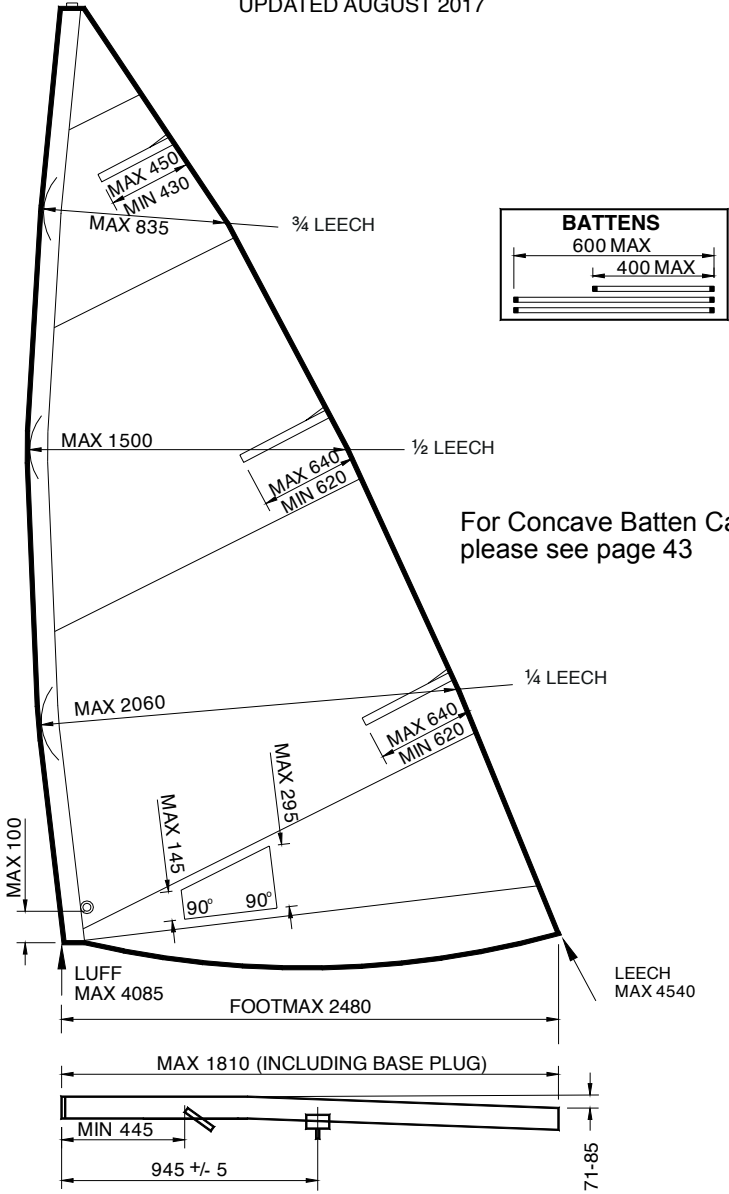 UPDATED AUGUST 2017
MAX 450
MIN 430
MAX 835
¾ LEECH
BATTENS
600 MAX
400 MAX
MAX 1500
½ LEECH
MAX 640
MIN 620
For Concave Batten Ca
please see page 43
¼ LEECH
MAX 2060
MAX 640
MIN 620
MAX 295
MAX 145
MAX 100
90°
90°
LUFF
MAX 4085
LEECH
MAX 4540
FOOTMAX 2480
MAX 1810 (INCLUDING BASE PLUG)
MIN 445
945 +/- 5
71-85